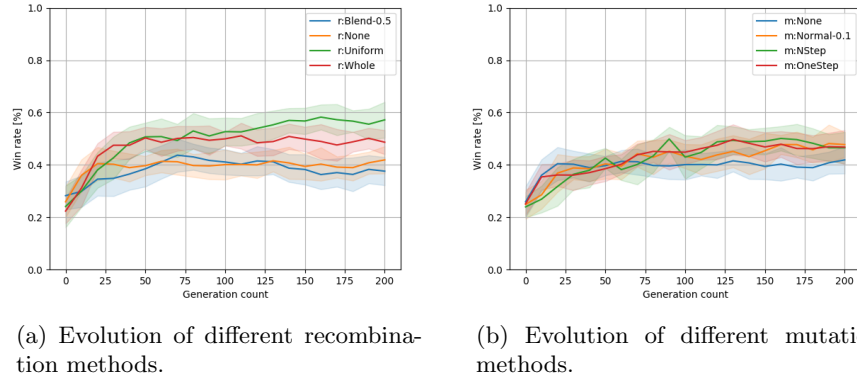 1.0
0.8
0.6
0.4
0.2
0.0
Win rate [%]
r:Blend-0.5
r:None
r:Uniform
r:Whole
0 25 50 75 100 125 150 175 200
Generation count
(a) Evolution of different recombina-
tion methods.
1.0
0.8
0.6
0.4
0.2
0.0
Win rate [%]
m:None
m:Normal-0.1
m:NStep
m:OneStep
0 25 50 75 100 125 150 175 200
Generation count
(b) Evolution of different mutatio
methods.